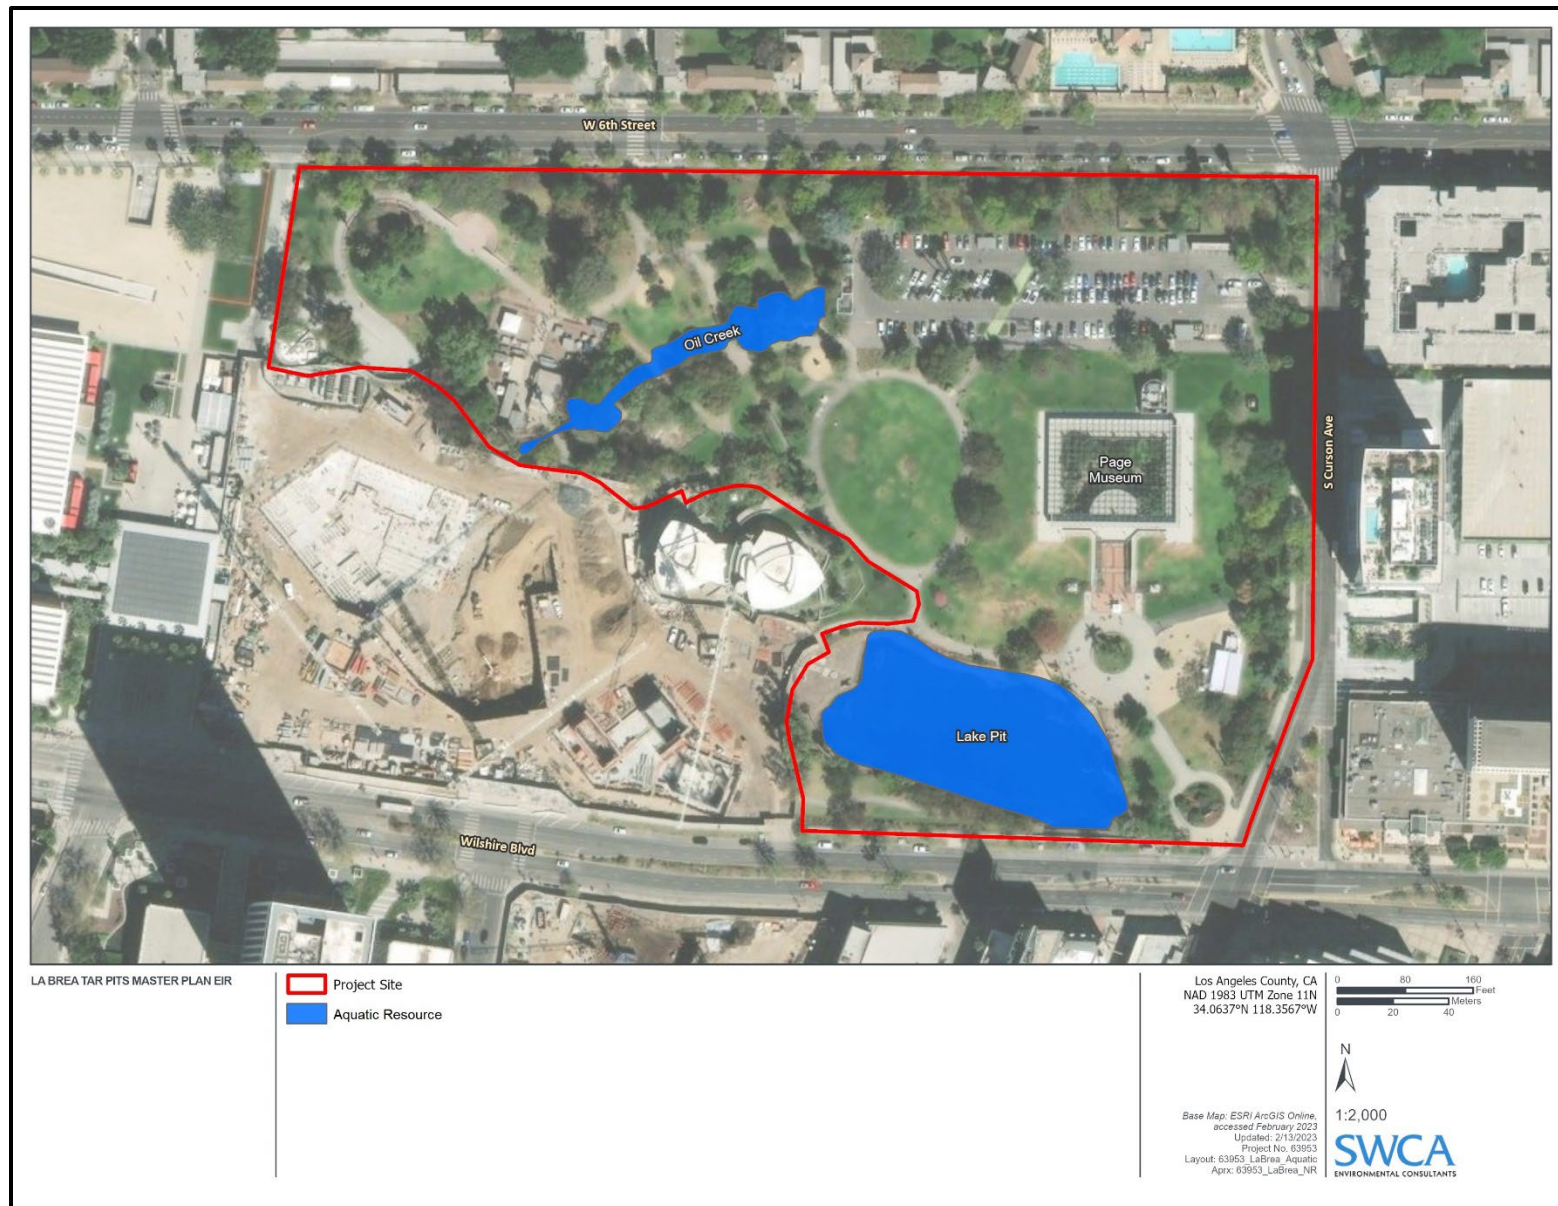 W 6th Street
Oil Creek
Page
Museum
S Curson Ave
Lake Pit
Wilshire Blvd
LA BREA TAR PITS MASTER PLAN EIR
Project Site
Aquatic Resource
Los Angeles County, CA
NAD 1983 UTM Zone 11N
34.0637°N 118.3567°W
Base Map: ESRI ArcGIS Online,
accessed February 2023
Updated: 2/13/2023
Project No. 63953
Layout: 63953_LaBrea_Aquatic
Aprx: 63953_LaBrea_NR
0 80 160
Feet
Meters
0 20 40
N
1:2,000
SWCA
ENVIRONMENTAL CONSULTANTS